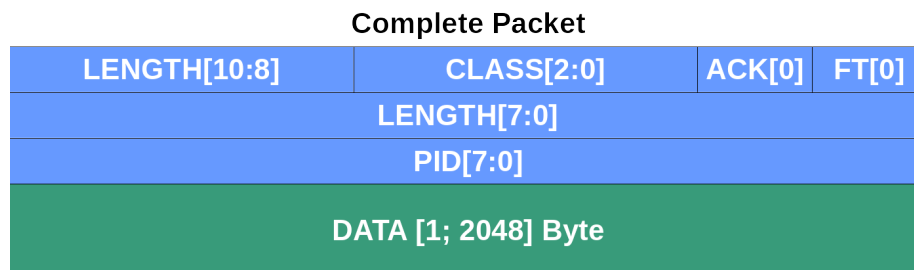 Complete Packet
LENGTH[10:8] CLASS[2:0] ACK[0] FT[0]
LENGTH[7:0]
PID[7:0]
DATA [1; 2048] Byte